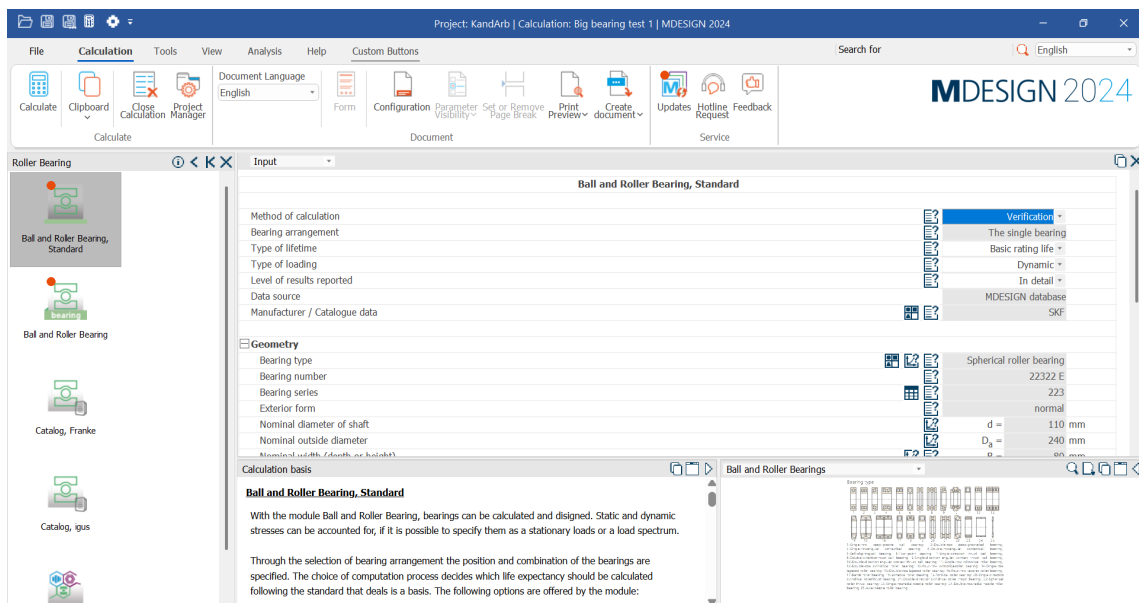 Project: KandArb | Calculation: Big bearing test 1 | MDESIGN 2024
File Calculation Tools View Analysis Help Custom Buttons Search for English
Document Language
English
Calculate Clipboard Close Calculation Project Manager Form Configuration Parameter Visibility Set or Remove Page Break Print Preview Create document Updates Hotline Request Feedback
MDESIGN 2024
Calculate Document Service
Roller Bearing
Input
Ball and Roller Bearing, Standard
Ball and Roller Bearing, Standard
bearing
Ball and Roller Bearing
Catalog, Franke
Catalog, igus
Method of calculation Verification
Bearing arrangement The single bearing
Type of lifetime Basic rating life
Type of loading Dynamic
Level of results reported In detail
Data source MDESIGN database
Manufacturer / Catalogue data SKF
Geometry
Bearing type Spherical roller bearing
Bearing number 22322 E
Bearing series 223
Exterior form normal
Nominal diameter of shaft d = 110 mm
Nominal outside diameter Da = 240 mm
Nominal width (depth or height) B = 80 mm
Calculation basis
Ball and Roller Bearing, Standard
With the module Ball and Roller Bearing, bearings can be calculated and disigned. Static and dynamic
stresses can be accounted for, if it is possible to specify them as a stationary loads or a load spectrum.
Through the selection of bearing arrangement the position and combination of the bearings are
specified. The choice of computation process decides which life expectancy should be calculated
following the standard that deals is a basis. The following options are offered by the module:
Ball and Roller Bearings
Bearing type